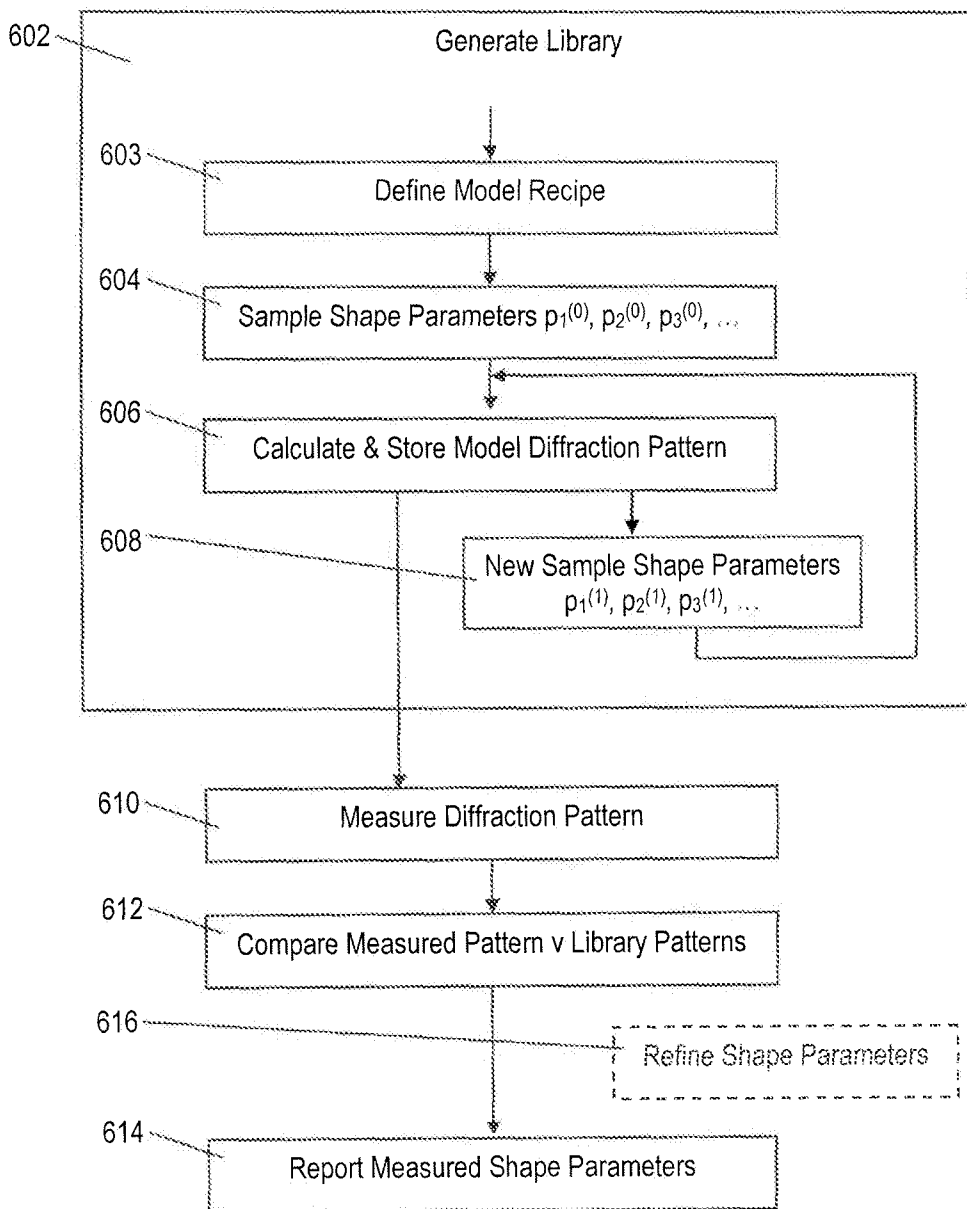 602
Generate Library
603
Define Model Recipe
604
Sample Shape Parameters p₁⁽⁰⁾, p₂⁽⁰⁾, p₃⁽⁰⁾, ...
606
Calculate & Store Model Diffraction Pattern
608
New Sample Shape Parameters
p₁⁽¹⁾, p₂⁽¹⁾, p₃⁽¹⁾, ...
610
Measure Diffraction Pattern
612
Compare Measured Pattern v Library Patterns
616
Refine Shape Parameters
614
Report Measured Shape Parameters